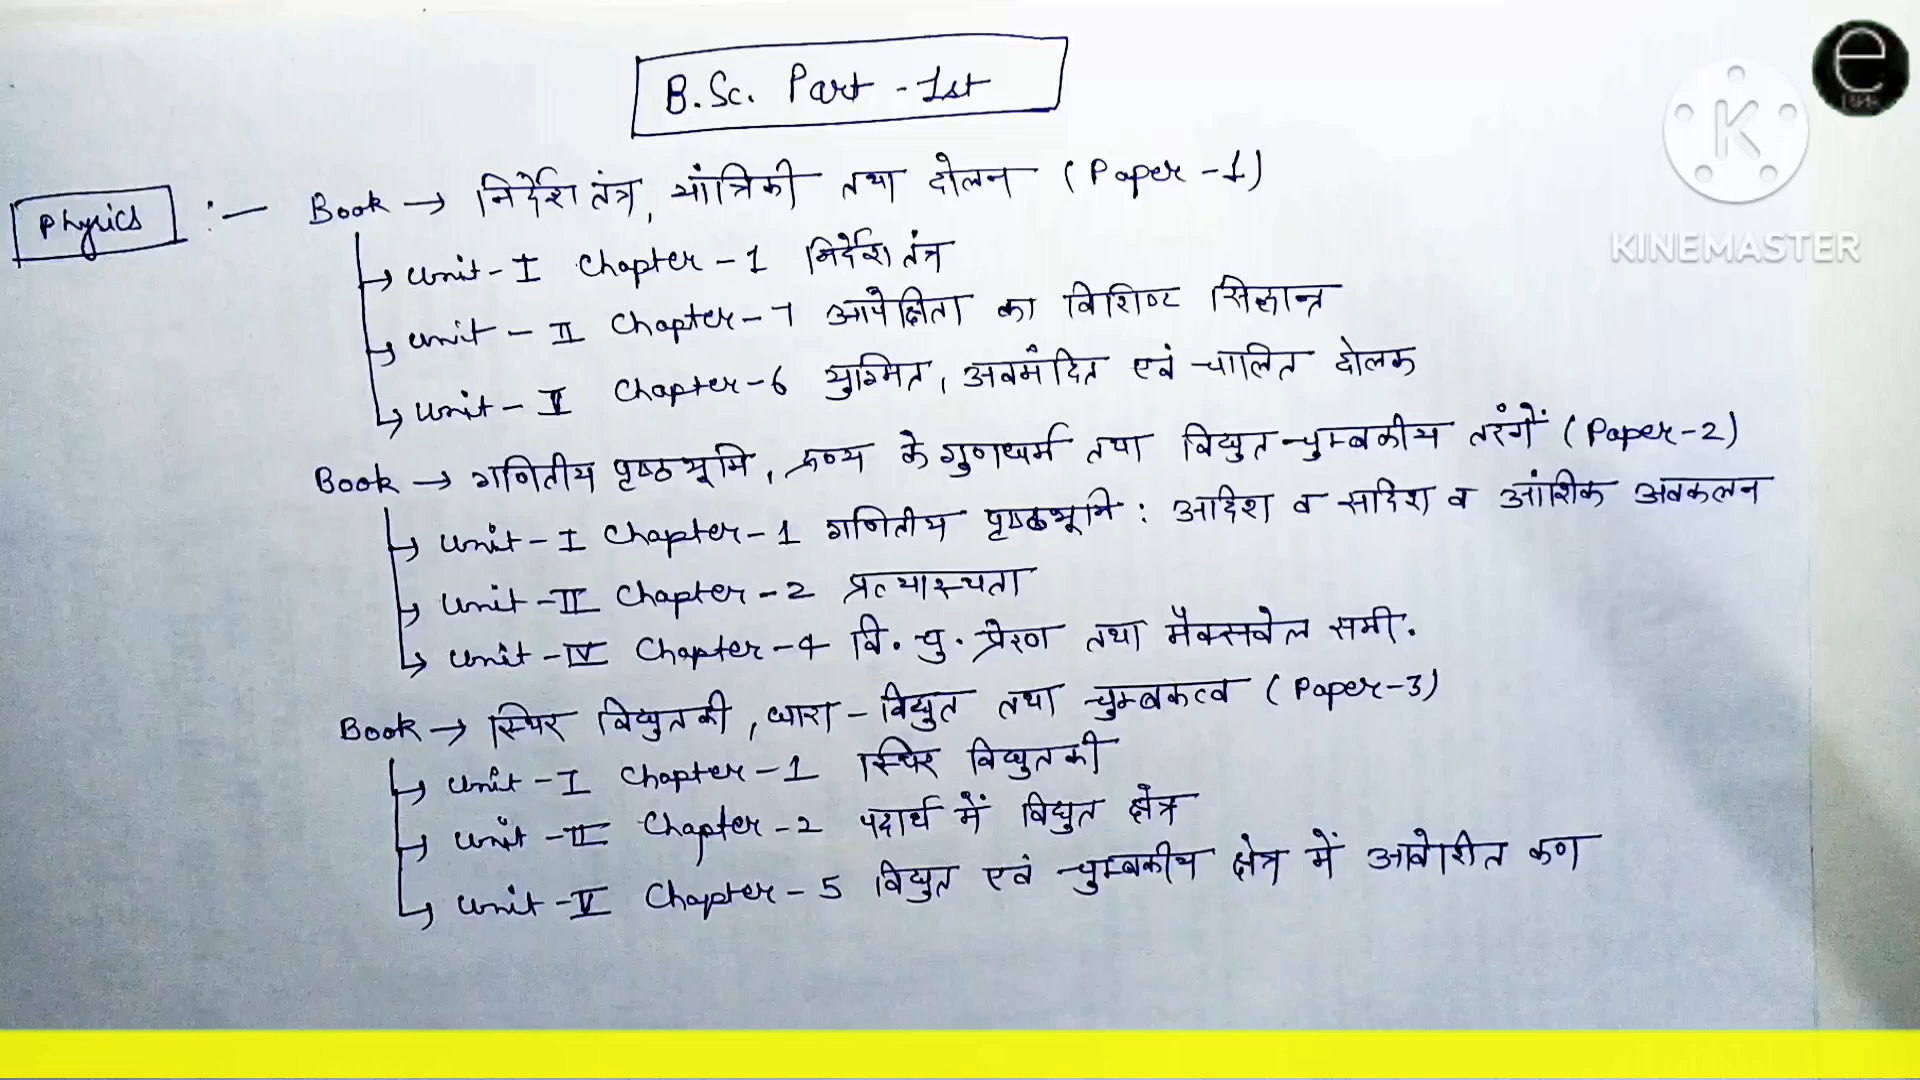 B.Sc. Part - 1st
Physics :— Book → निर्देश तंत्र, यांत्रिकी तथा दोलन (Paper -1)
Unit - I Chapter - 1 निर्देश तंत्र
Unit - II Chapter - 7 आपेक्षिता का विशिष्ट सिद्धान्त
Unit - V Chapter - 6 युग्मित, अवमंदित एवं चालित दोलक
Book → गणितीय पृष्ठभूमि, द्रव्य के गुणधर्म तथा विद्युत-चुम्बकीय तरंगें (Paper-2)
Unit - I Chapter - 1 गणितीय पृष्ठभूमि : आदिश व सदिश व आंशिक अवकलन
Unit - II Chapter - 2 प्रत्यास्थता
Unit - IV Chapter - 4 वि. चु. प्रेरण तथा मैक्सवेल समी.
Book → स्थिर विद्युतकी, धारा - विद्युत तथा चुम्बकत्व (Paper-3)
Unit - I Chapter - 1 स्थिर विद्युतकी
Unit - II Chapter - 2 पदार्थ में विद्युत क्षेत्र
Unit - V Chapter - 5 विद्युत एवं चुम्बकीय क्षेत्र में आवेशित कण
e
K
KINEMASTER